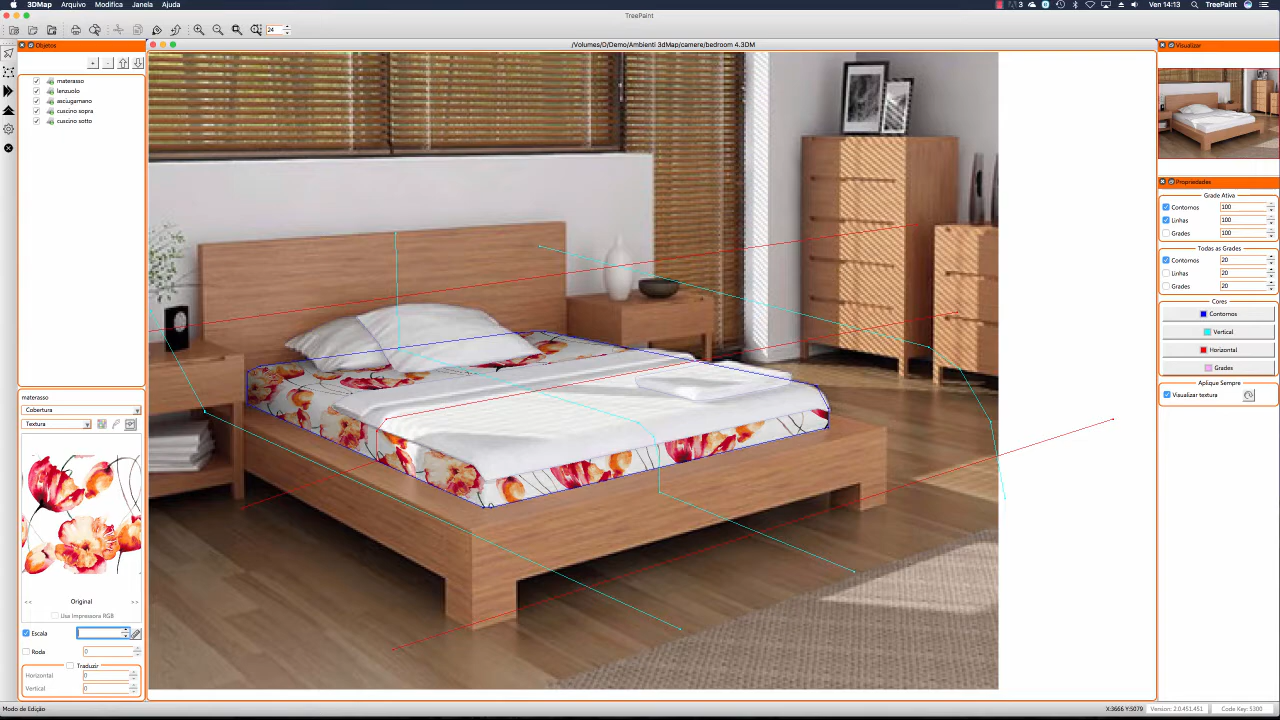 3DMap Arquivo Modifica Janela Ajuda
3
Ven 14:13 TreePaint
TreePaint
24
Objetos
/Volumes/D/Demo/Ambienti 3dMap/camere/bedroom 4.3DM
Visualizar
+ -
materasso
lenzuolo
asciugamano
cuscino sopra
cuscino sotto
Propriedades
Grade Ativa
Contornos 100
Linhas 100
Grades 100
Todas as Grades
Contornos 20
Linhas 20
Grades 20
Cores
Contornos
Vertical
Horizontal
Grades
Aplique Sempre
Visualizar textura
materasso
Cobertura
Textura
<< Original >>
Usa Impressora RGB
Escala
Roda 0
Traduzir
Horizontal 0
Vertical 0
Modo de Edição
X:3666 Y:5079 Version: 2.0.451.451 Code Key: 5300